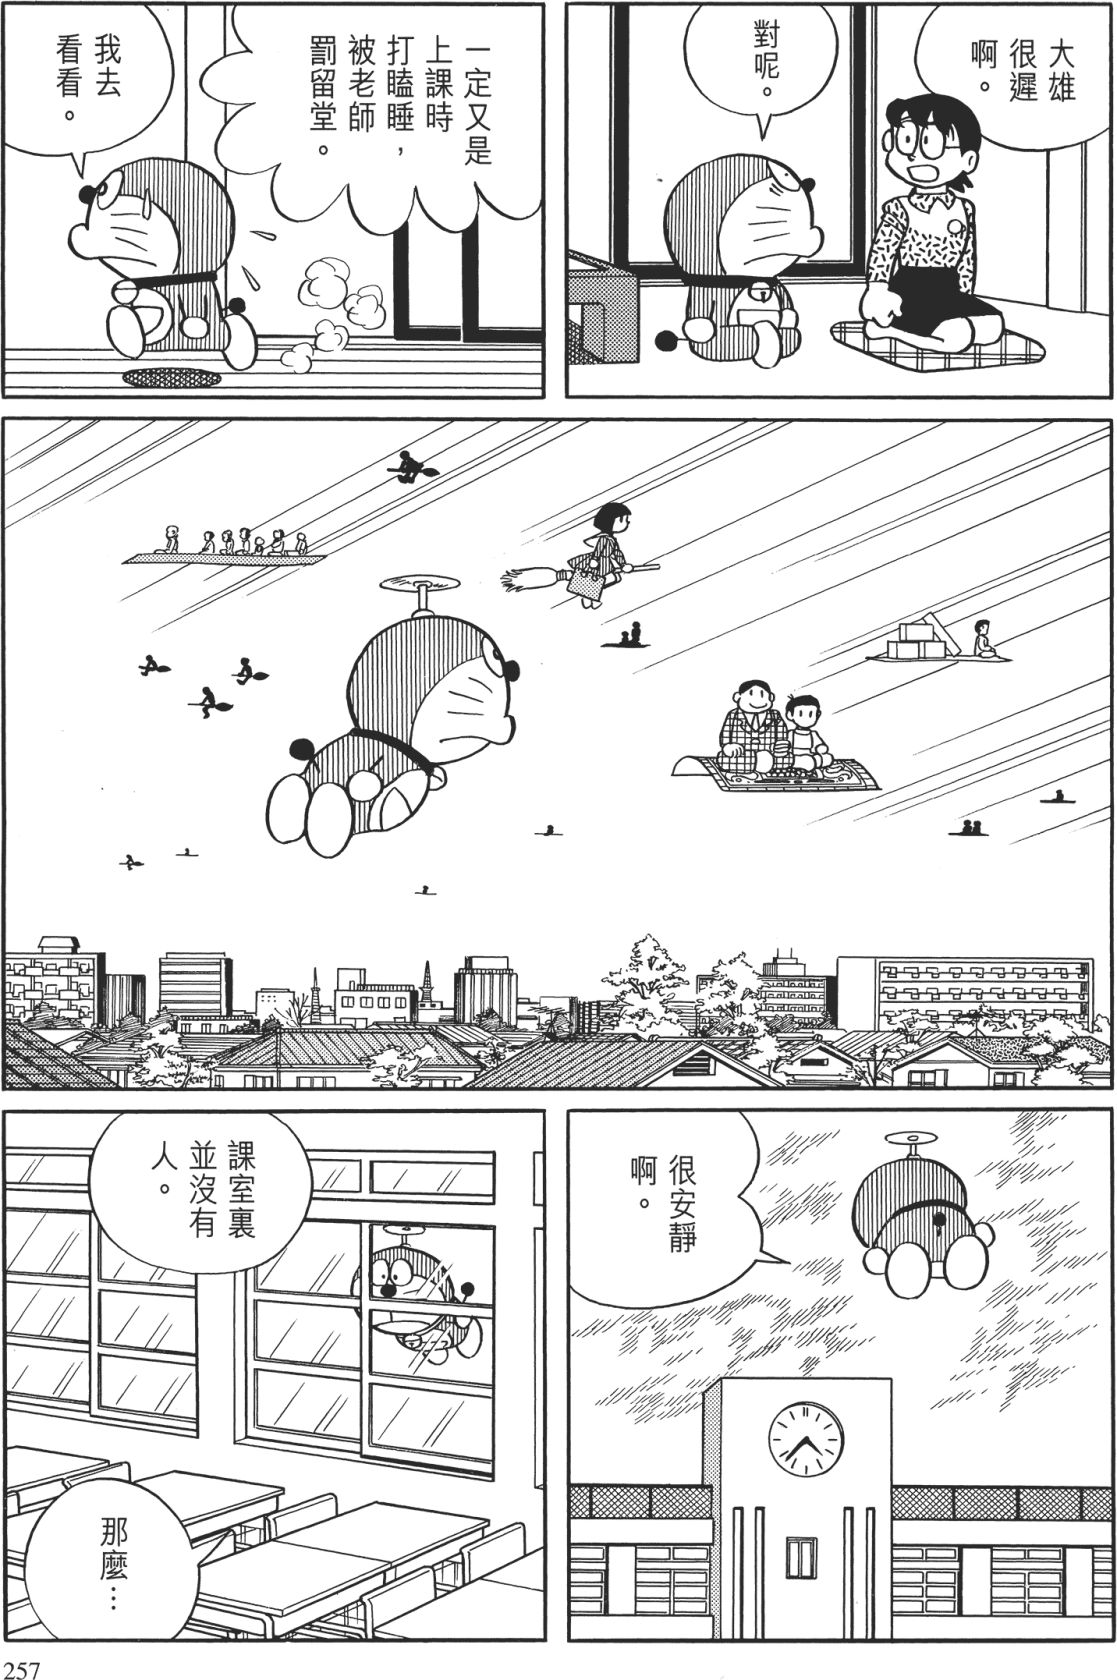 大雄
很遲
啊。
對呢。
一定又是
上課時
打瞌睡，
被老師
罰留堂。
我去
看看。
很安靜
啊。
課室裏
並沒有
人。
那麼…
257